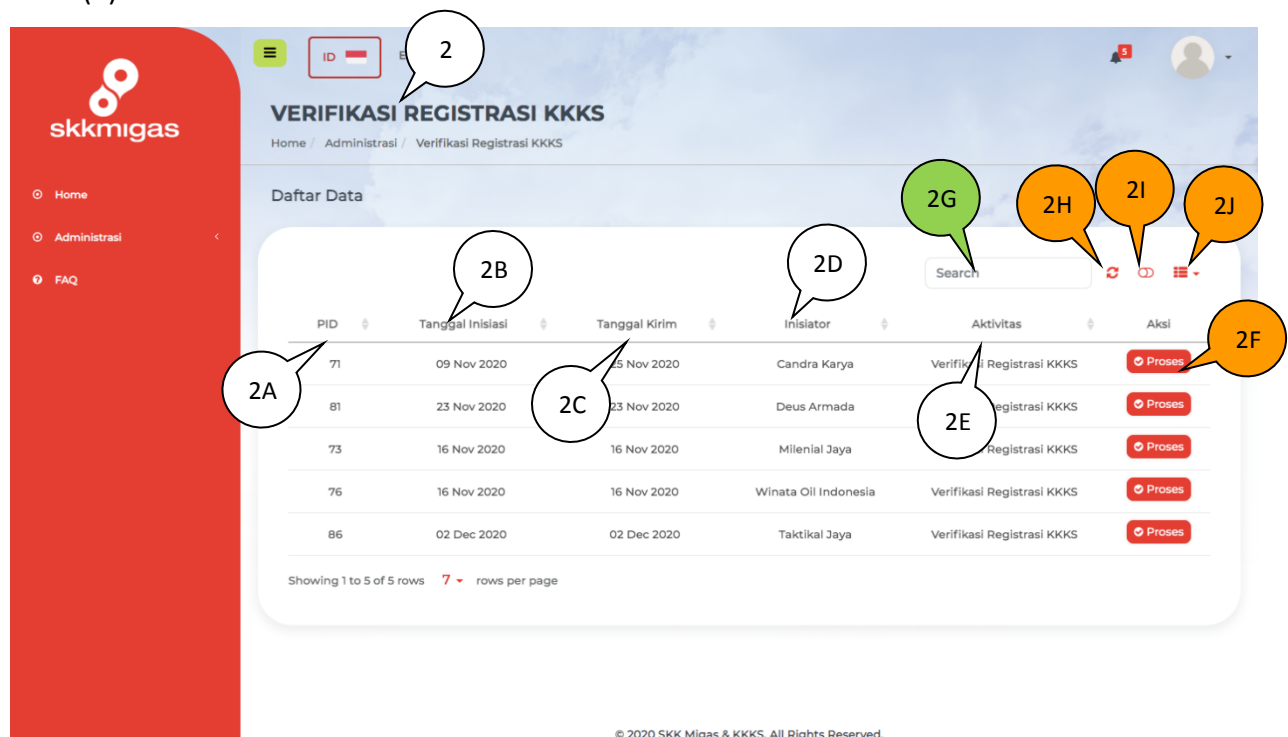 2
ID
skkmigas
VERIFIKASI REGISTRASI KKKS
Home / Administrasi / Verifikasi Registrasi KKKS
5
Home
Administrasi
FAQ
Daftar Data
2G
2H
2I
2J
2B
2D
Search
PID Tanggal Inisiasi Tanggal Kirim Inisiator Aktivitas Aksi
2F
71 09 Nov 2020 25 Nov 2020 Candra Karya Verifikasi Registrasi KKKS Proses
2A
2C
2E
81 23 Nov 2020 23 Nov 2020 Deus Armada Registrasi KKKS Proses
73 16 Nov 2020 16 Nov 2020 Milenial Jaya Registrasi KKKS Proses
76 16 Nov 2020 16 Nov 2020 Winata Oil Indonesia Verifikasi Registrasi KKKS Proses
86 02 Dec 2020 02 Dec 2020 Taktikal Jaya Verifikasi Registrasi KKKS Proses
Showing 1 to 5 of 5 rows 7 rows per page
© 2020 SKK Migas & KKKS. All Rights Reserved.